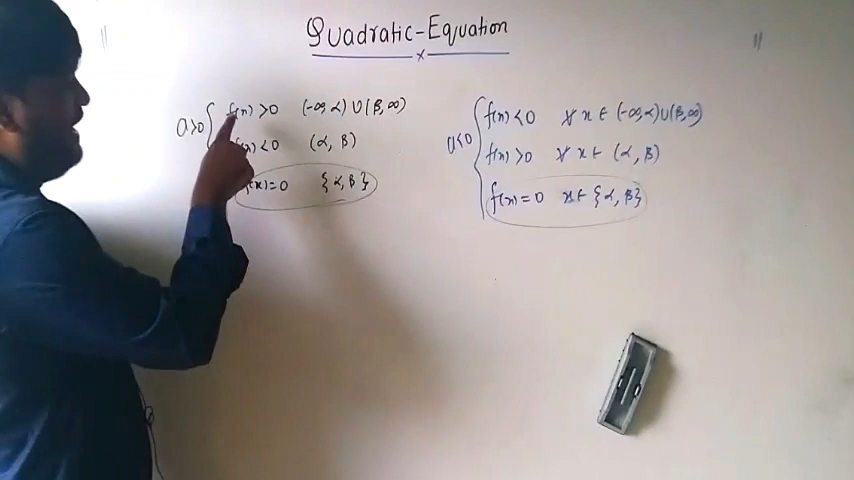 Quadratic-Equation
x
a>0 { f(x) >0 (-∞, α) ∪ (β, ∞)
f(x) <0 (α, β)
f(x) = 0 {α, β}
a<0 { f(x) <0 ∀ x ∈ (-∞, α) ∪ (β, ∞)
f(x) >0 ∀ x ∈ (α, β)
f(x) = 0 x ∈ {α, β}